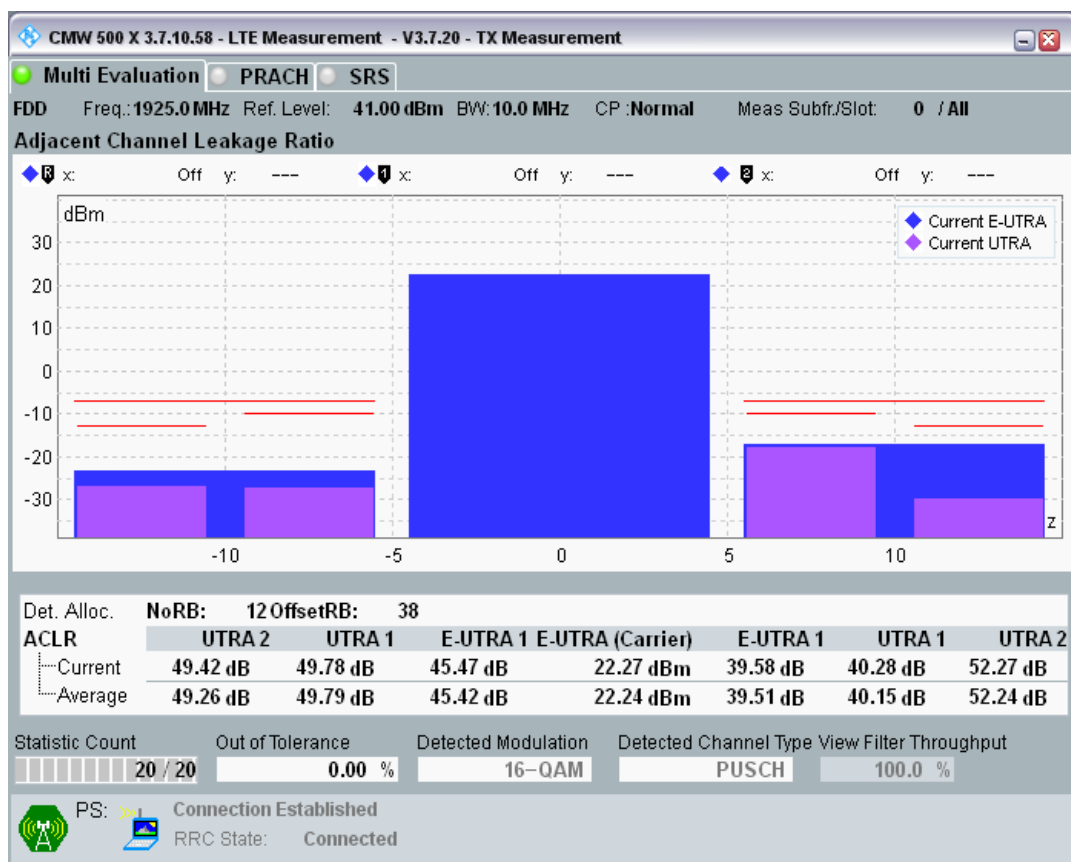 CMW 500 X 3.7.10.58 - LTE Measurement - V3.7.20 - TX Measurement
Multi Evaluation PRACH SRS
FDD Freq.: 1925.0 MHz Ref. Level: 41.00 dBm BW: 10.0 MHz CP :Normal Meas Subfr./Slot: 0 / All
Adjacent Channel Leakage Ratio
R x: Off y: --- 1 x: Off y: --- 2 x: Off y: ---
dBm
Current E-UTRA
Current UTRA
30
20
10
0
-10
-20
-30
z
-10 -5 0 5 10
Det. Alloc. NoRB: 12 OffsetRB: 38
ACLR UTRA 2 UTRA 1 E-UTRA 1 E-UTRA (Carrier) E-UTRA 1 UTRA 1 UTRA 2
Current 49.42 dB 49.78 dB 45.47 dB 22.27 dBm 39.58 dB 40.28 dB 52.27 dB
Average 49.26 dB 49.79 dB 45.42 dB 22.24 dBm 39.51 dB 40.15 dB 52.24 dB
Statistic Count Out of Tolerance Detected Modulation Detected Channel Type View Filter Throughput
20 / 20 0.00 % 16-QAM PUSCH 100.0 %
PS: Connection Established
RRC State: Connected